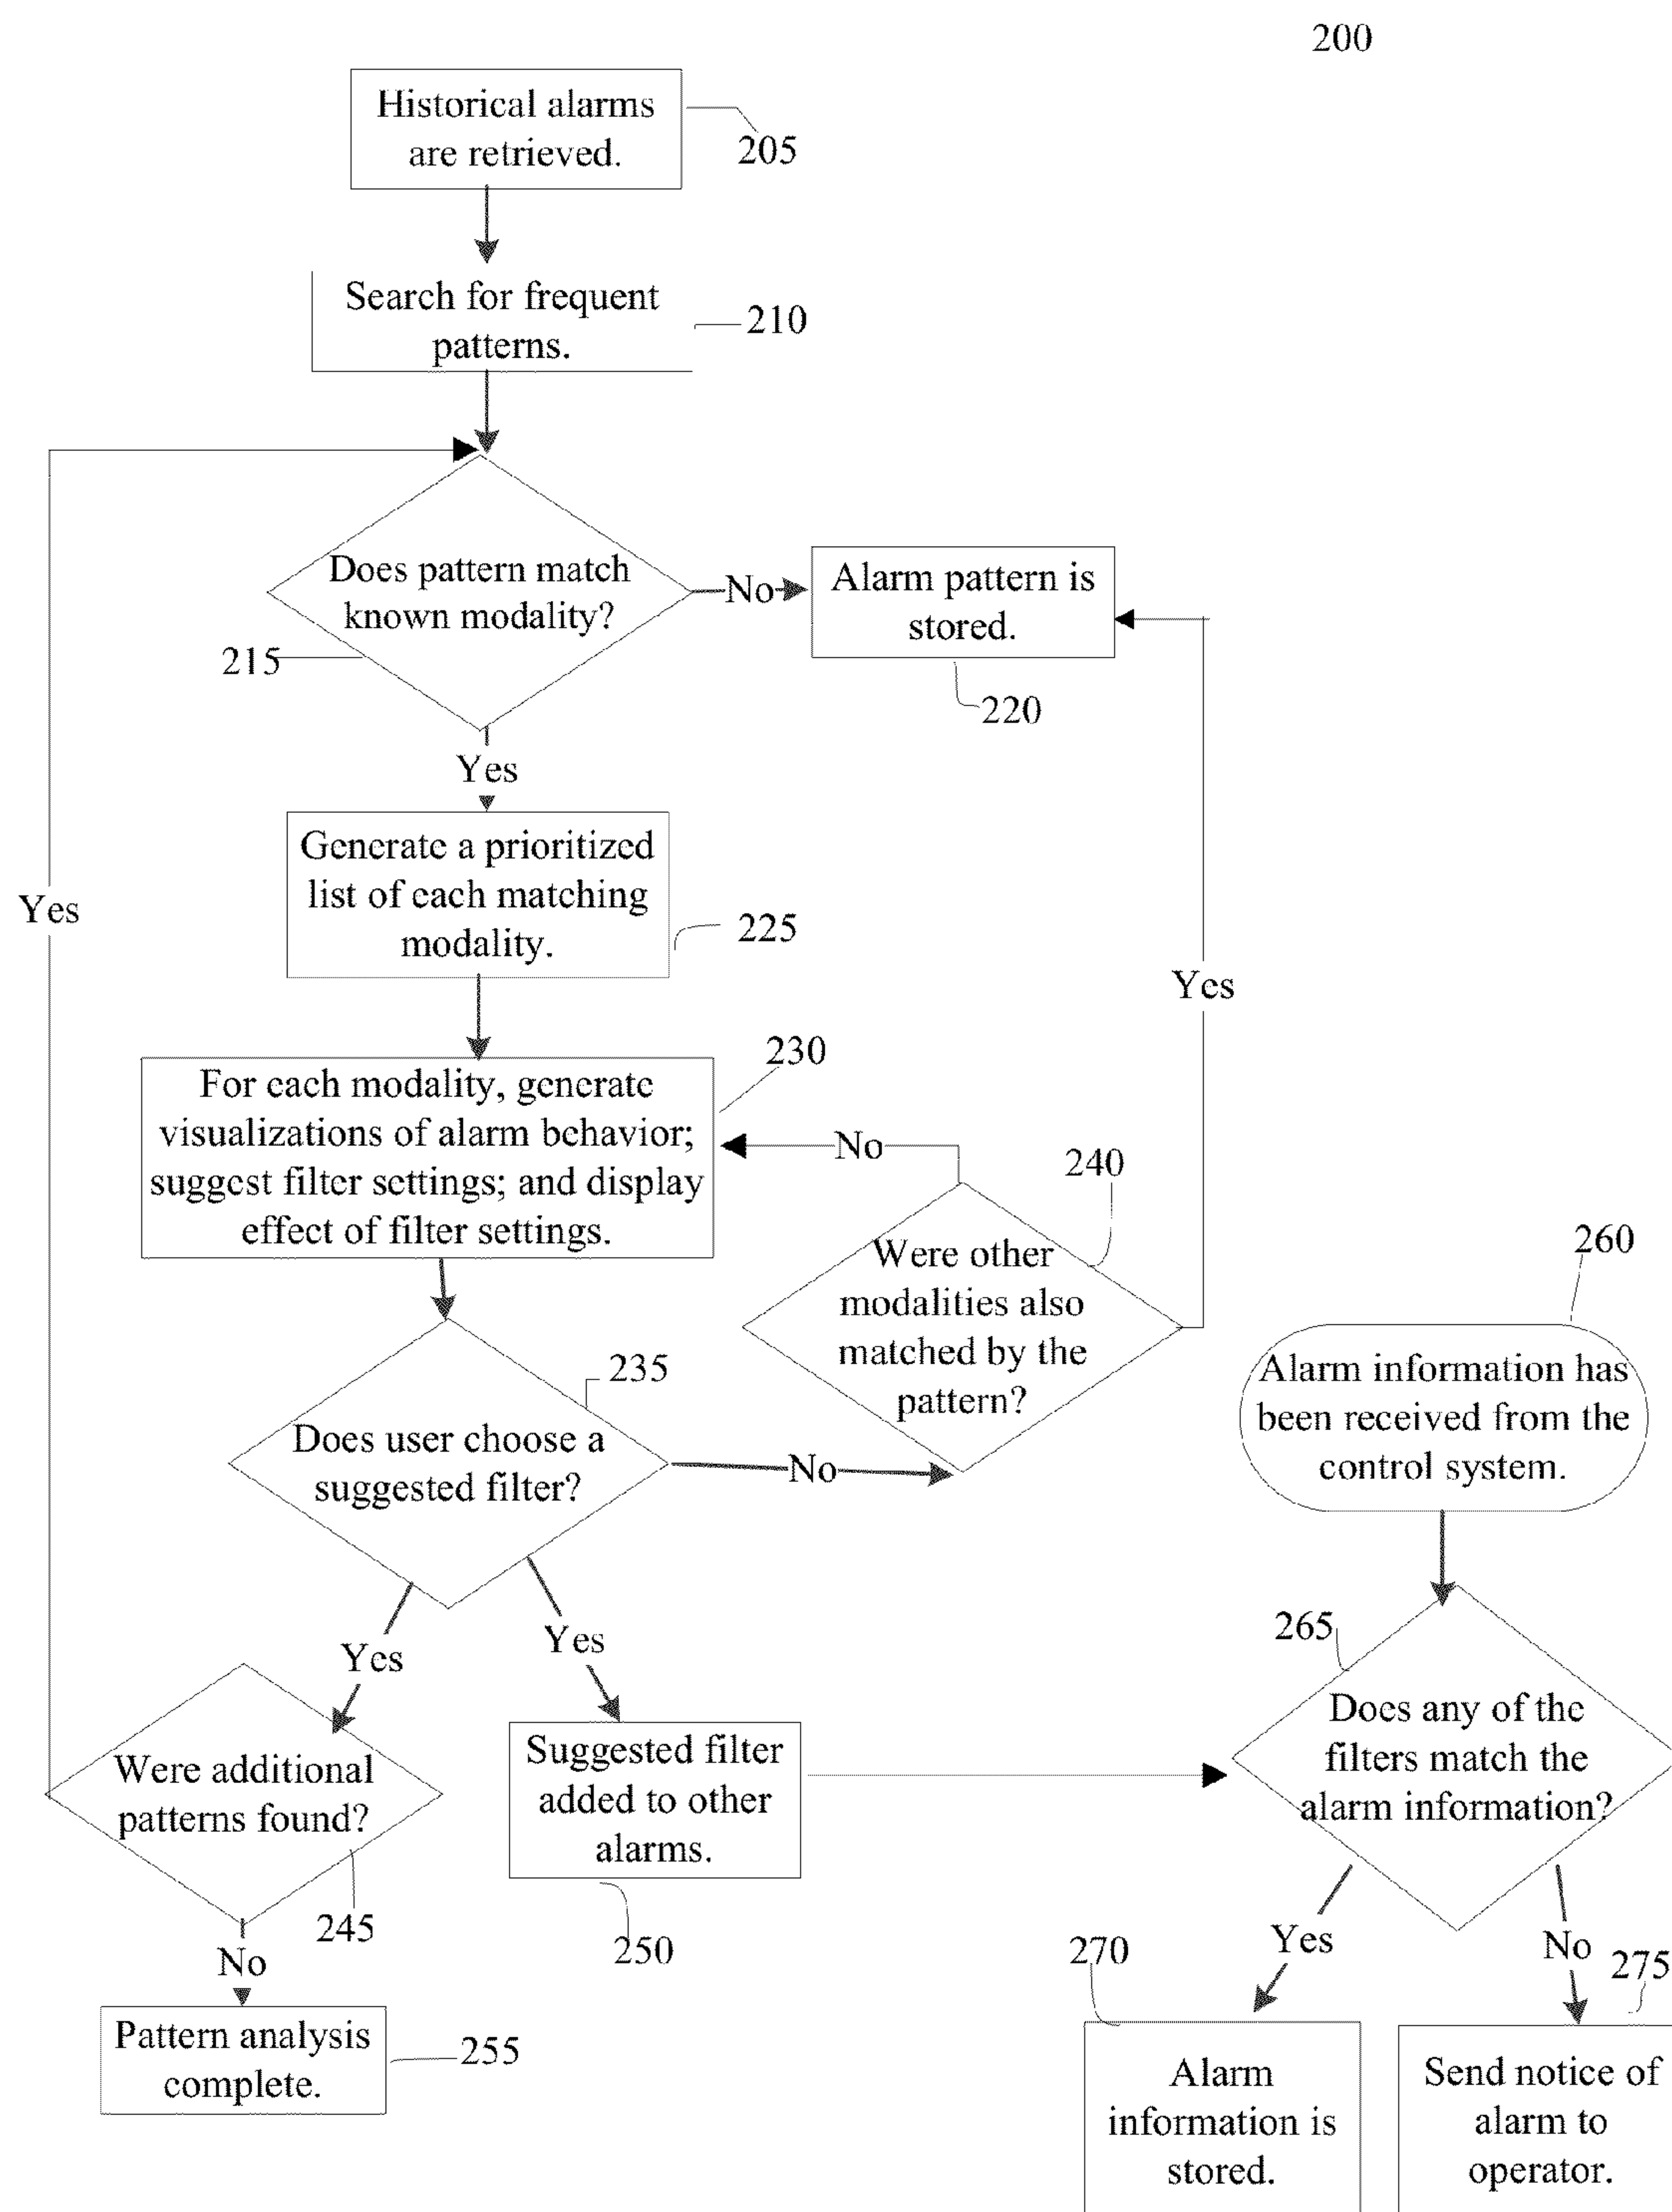 200
Historical alarms
are retrieved.
205
Search for frequent
patterns.
210
Does pattern match
known modality?
215
No
Alarm pattern is
stored.
220
Yes
Generate a prioritized
list of each matching
modality.
225
Yes
Yes
230
For each modality, generate
visualizations of alarm behavior;
suggest filter settings; and display
effect of filter settings.
No
240
Were other
modalities also
matched by the
pattern?
235
Does user choose a
suggested filter?
No
260
Alarm information has
been received from the
control system.
Yes
Yes
265
Were additional
patterns found?
245
Suggested filter
added to other
alarms.
250
Does any of the
filters match the
alarm information?
No
Yes
No
270
275
Pattern analysis
complete.
255
Alarm
information is
stored.
Send notice of
alarm to
operator.